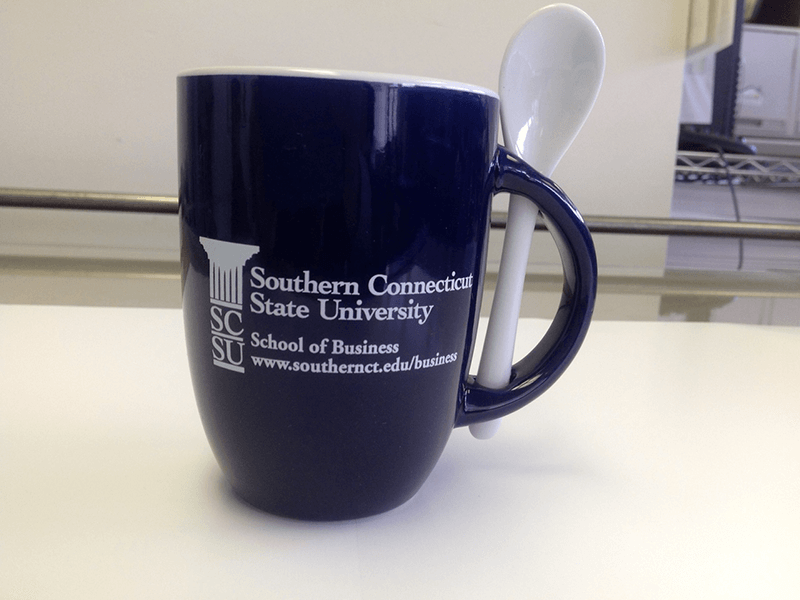 SC
SU
Southern Connecticut
State University
School of Business
www.southernct.edu/business